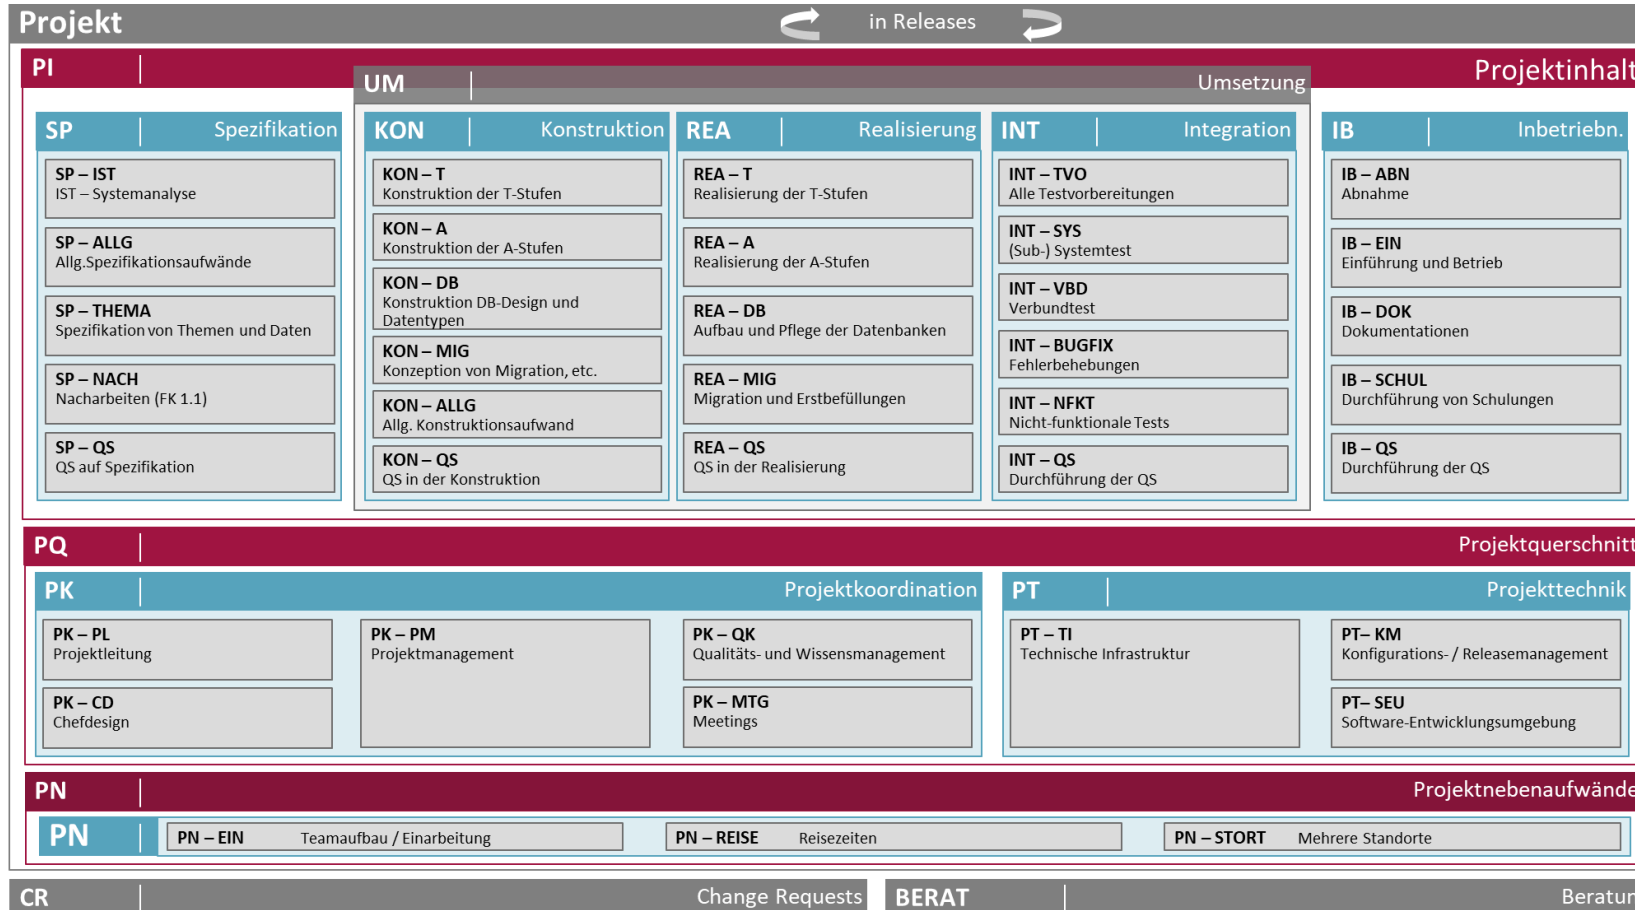 Projekt
in Releases
PI
Projektinhalt
UM
Umsetzung
SP
Spezifikation
SP – IST
IST – Systemanalyse
SP – ALLG
Allg.Spezifikationsaufwände
SP – THEMA
Spezifikation von Themen und Daten
SP – NACH
Nacharbeiten (FK 1.1)
SP – QS
QS auf Spezifikation
KON
Konstruktion
KON – T
Konstruktion der T-Stufen
KON – A
Konstruktion der A-Stufen
KON – DB
Konstruktion DB-Design und
Datentypen
KON – MIG
Konzeption von Migration, etc.
KON – ALLG
Allg. Konstruktionsaufwand
KON – QS
QS in der Konstruktion
REA
Realisierung
REA – T
Realisierung der T-Stufen
REA – A
Realisierung der A-Stufen
REA – DB
Aufbau und Pflege der Datenbanken
REA – MIG
Migration und Erstbefüllungen
REA – QS
QS in der Realisierung
INT
Integration
INT – TVO
Alle Testvorbereitungen
INT – SYS
(Sub-) Systemtest
INT – VBD
Verbundtest
INT – BUGFIX
Fehlerbehebungen
INT – NFKT
Nicht-funktionale Tests
INT – QS
Durchführung der QS
IB
Inbetriebn.
IB – ABN
Abnahme
IB – EIN
Einführung und Betrieb
IB – DOK
Dokumentationen
IB – SCHUL
Durchführung von Schulungen
IB – QS
Durchführung der QS
PQ
Projektquerschnitt
PK
Projektkoordination
PK – PL
Projektleitung
PK – CD
Chefdesign
PK – PM
Projektmanagement
PK – QK
Qualitäts- und Wissensmanagement
PK – MTG
Meetings
PT
Projekttechnik
PT – TI
Technische Infrastruktur
PT– KM
Konfigurations- / Releasemanagement
PT– SEU
Software-Entwicklungsumgebung
PN
Projektnebenaufwände
PN
PN – EIN Teamaufbau / Einarbeitung
PN – REISE Reisezeiten
PN – STORT Mehrere Standorte
CR
Change Requests
BERAT
Beratun